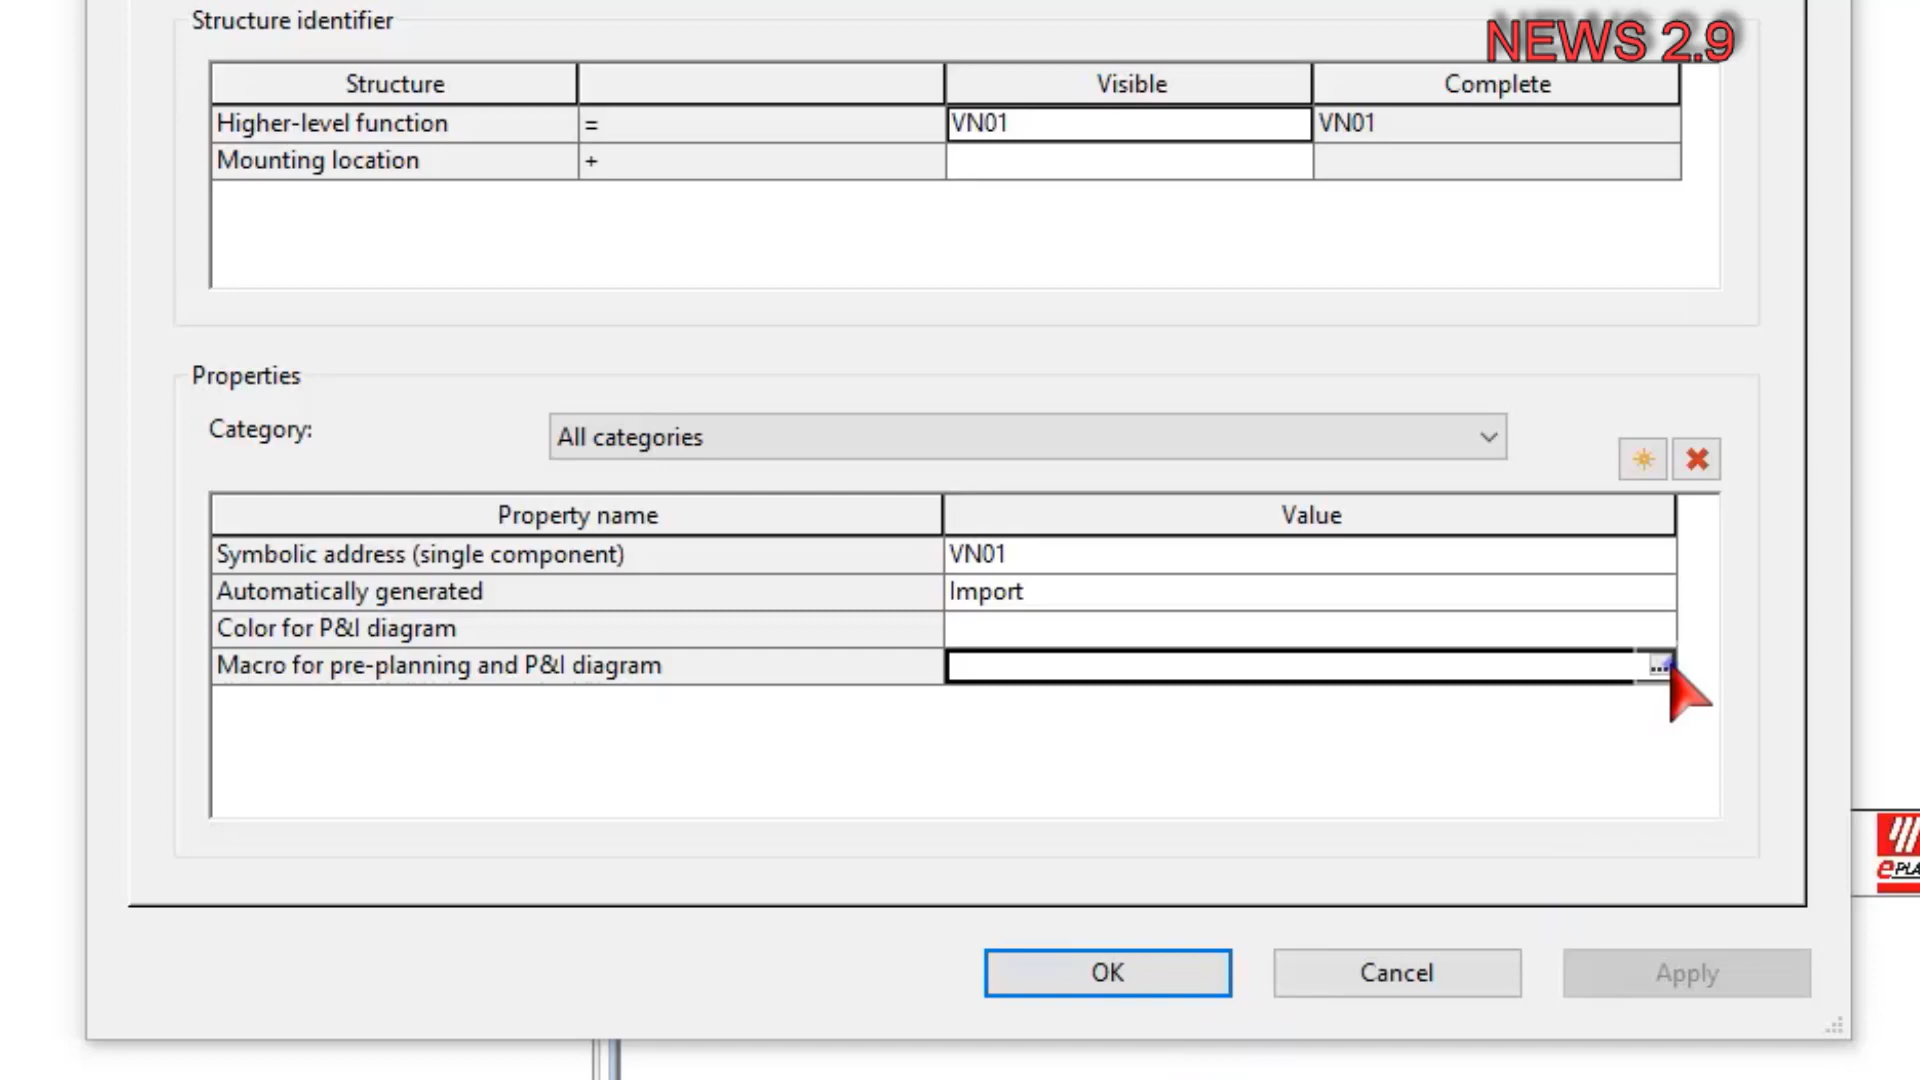 Structure identifier
NEWS 2.9
Structure Visible Complete
Higher-level function = VN01 VN01
Mounting location +
Properties
Category: All categories
Property name Value
Symbolic address (single component) VN01
Automatically generated Import
Color for P&I diagram
Macro for pre-planning and P&I diagram ...
ePLA
OK Cancel Apply